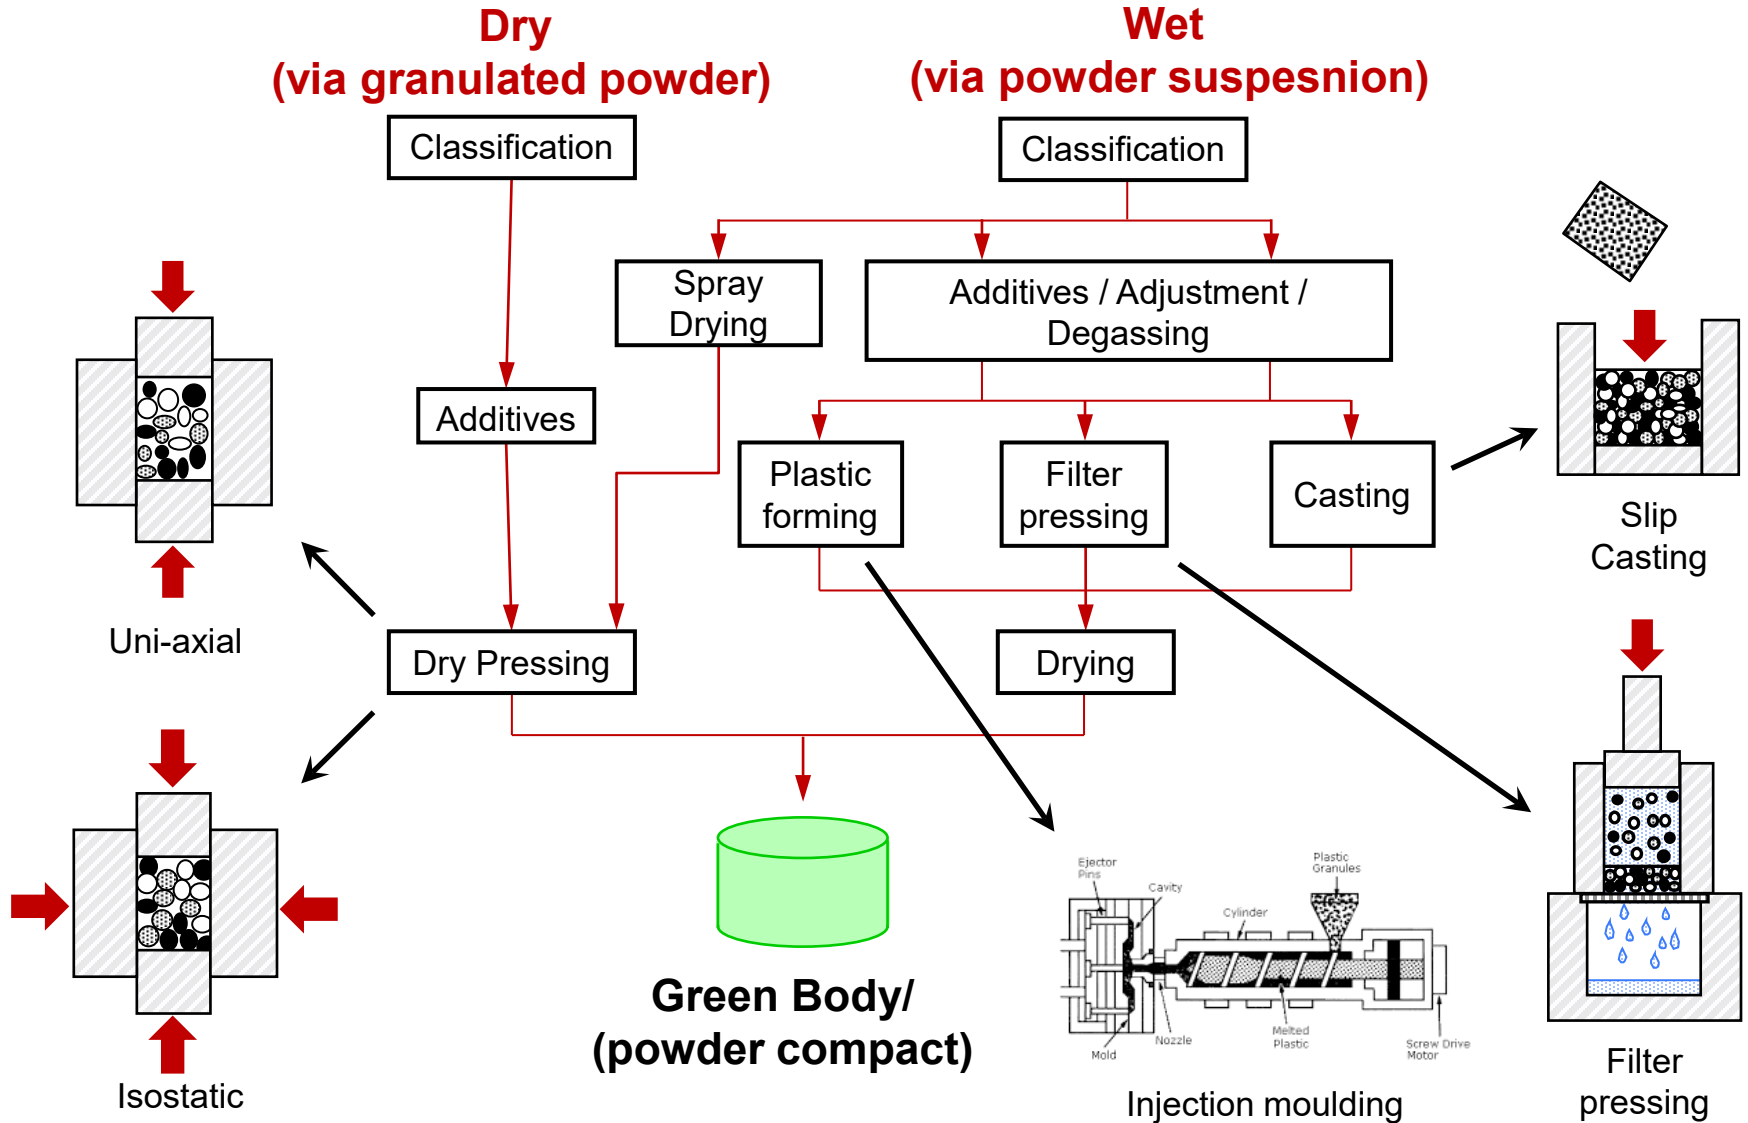 Dry
(via granulated powder)
Wet
(via powder suspesnion)
Classification
Classification
Spray
Drying
Additives / Adjustment /
Degassing
Additives
Plastic
forming
Filter
pressing
Casting
Slip
Casting
Uni-axial
Dry Pressing
Drying
Isostatic
Green Body/
(powder compact)
Ejector
Pins
Cavity
Cylinder
Plastic
Granules
Mold
Nozzle
Melted
Plastic
Screw Drive
Motor
Injection moulding
Filter
pressing